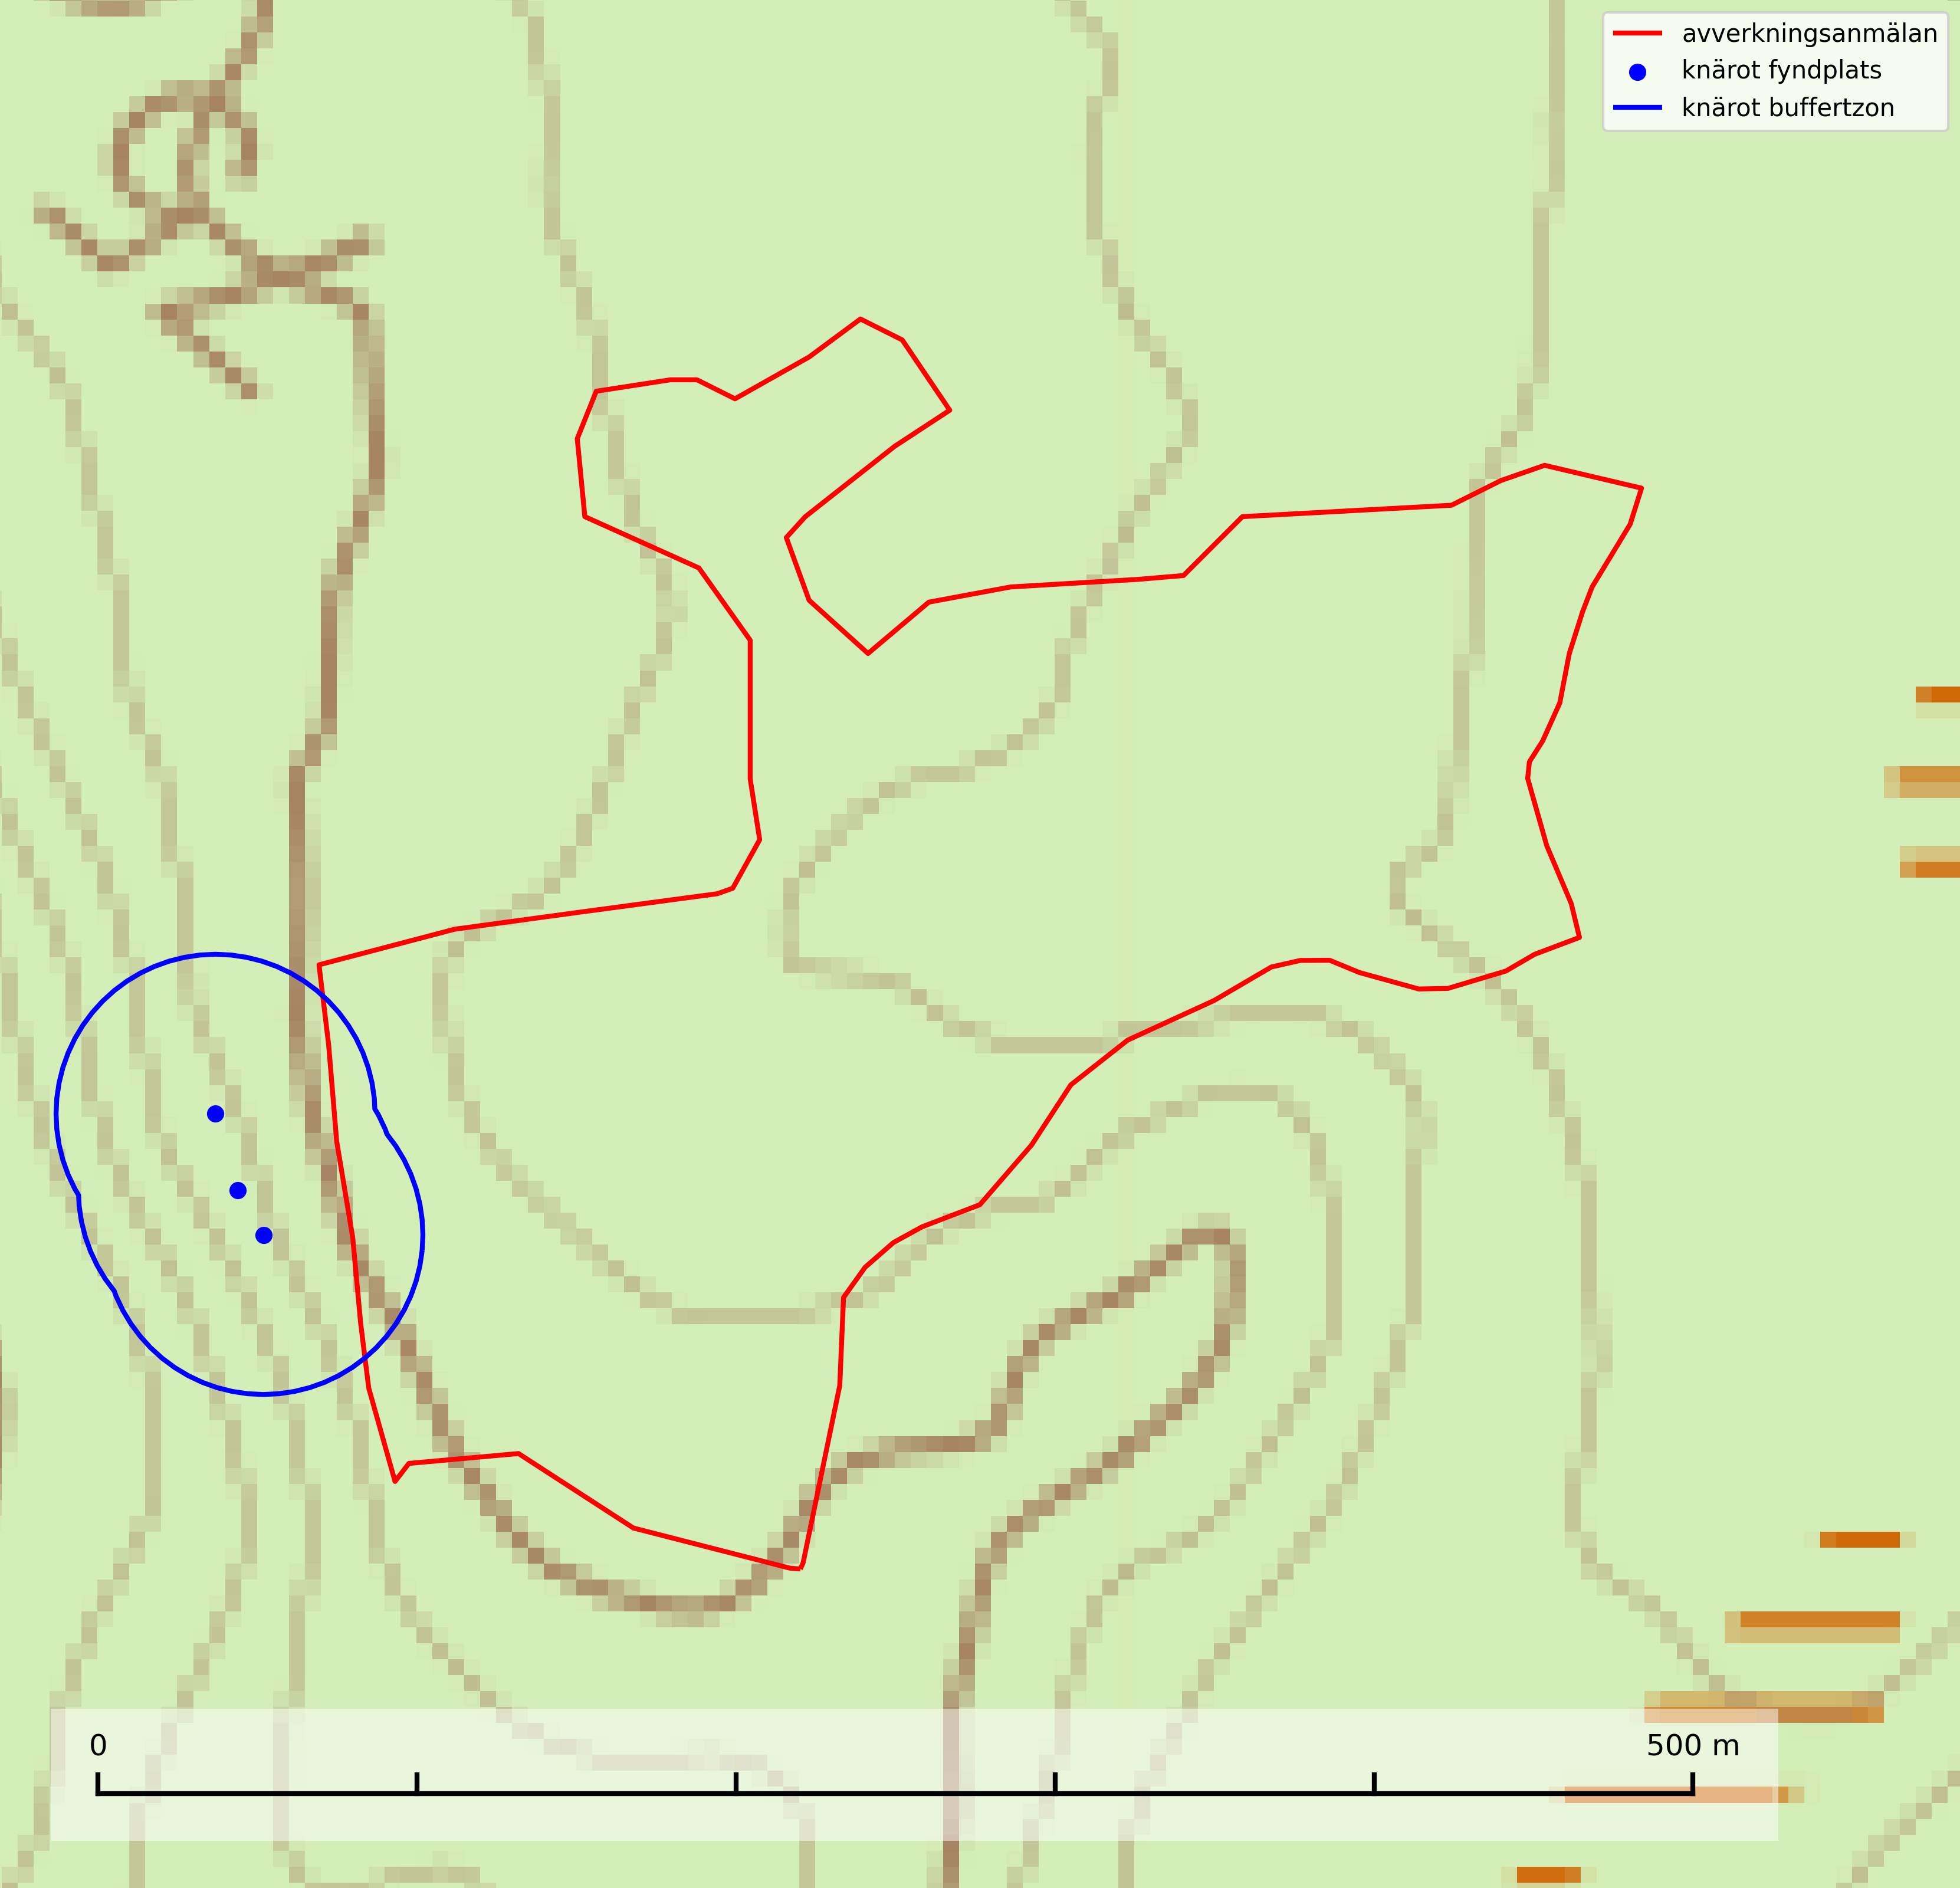 avverkningsanmälan
knärot fyndplats
knärot buffertzon
0
500 m